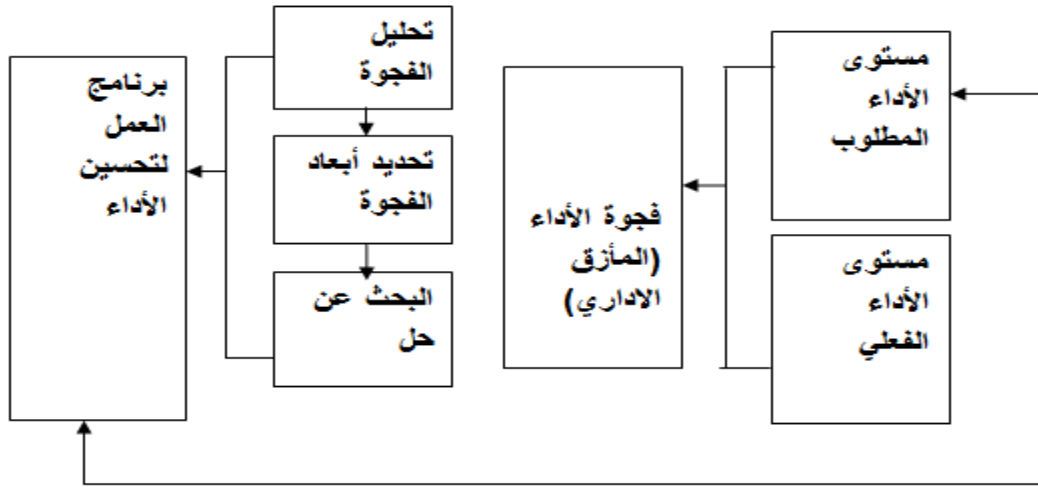 مستوى
الأداء
المطلوب
مستوى
الأداء
الفعلي
فجوة الأداء
(المأزق
الاداري)
تحليل
الفجوة
تحديد أبعاد
الفجوة
البحث عن
حل
برنامج
العمل
لتحسين
الأداء